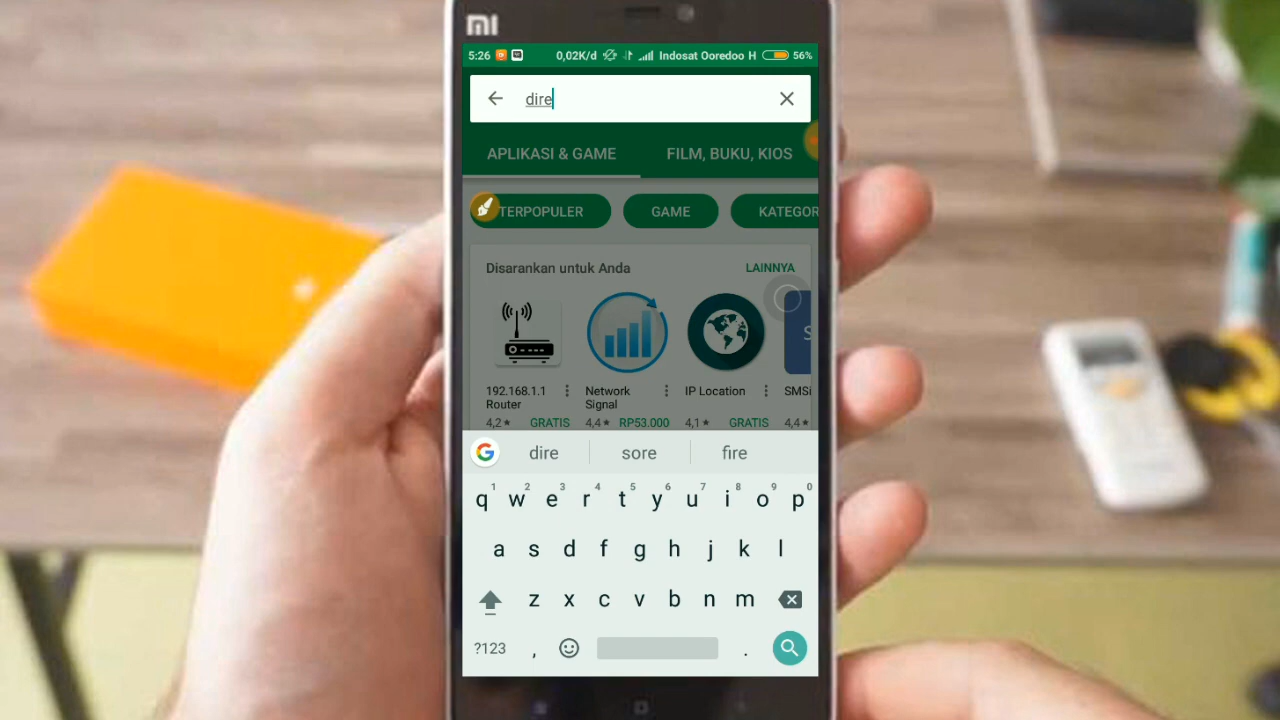 mi
5:26 0,02K/d Indosat Ooredoo H 56%
dire
APLIKASI & GAME FILM, BUKU, KIOS
TERPOPULER GAME KATEGOR
Disarankan untuk Anda LAINNYA
192.168.1.1 Router
Network Signal
IP Location
SMSi
4,2★ GRATIS 4,4★ RP53.000 4,1★ GRATIS 4,4★
G dire sore fire
1 2 3 4 5 6 7 8 9 0
q w e r t y u i o p
a s d f g h j k l
z x c v b n m
?123 , .